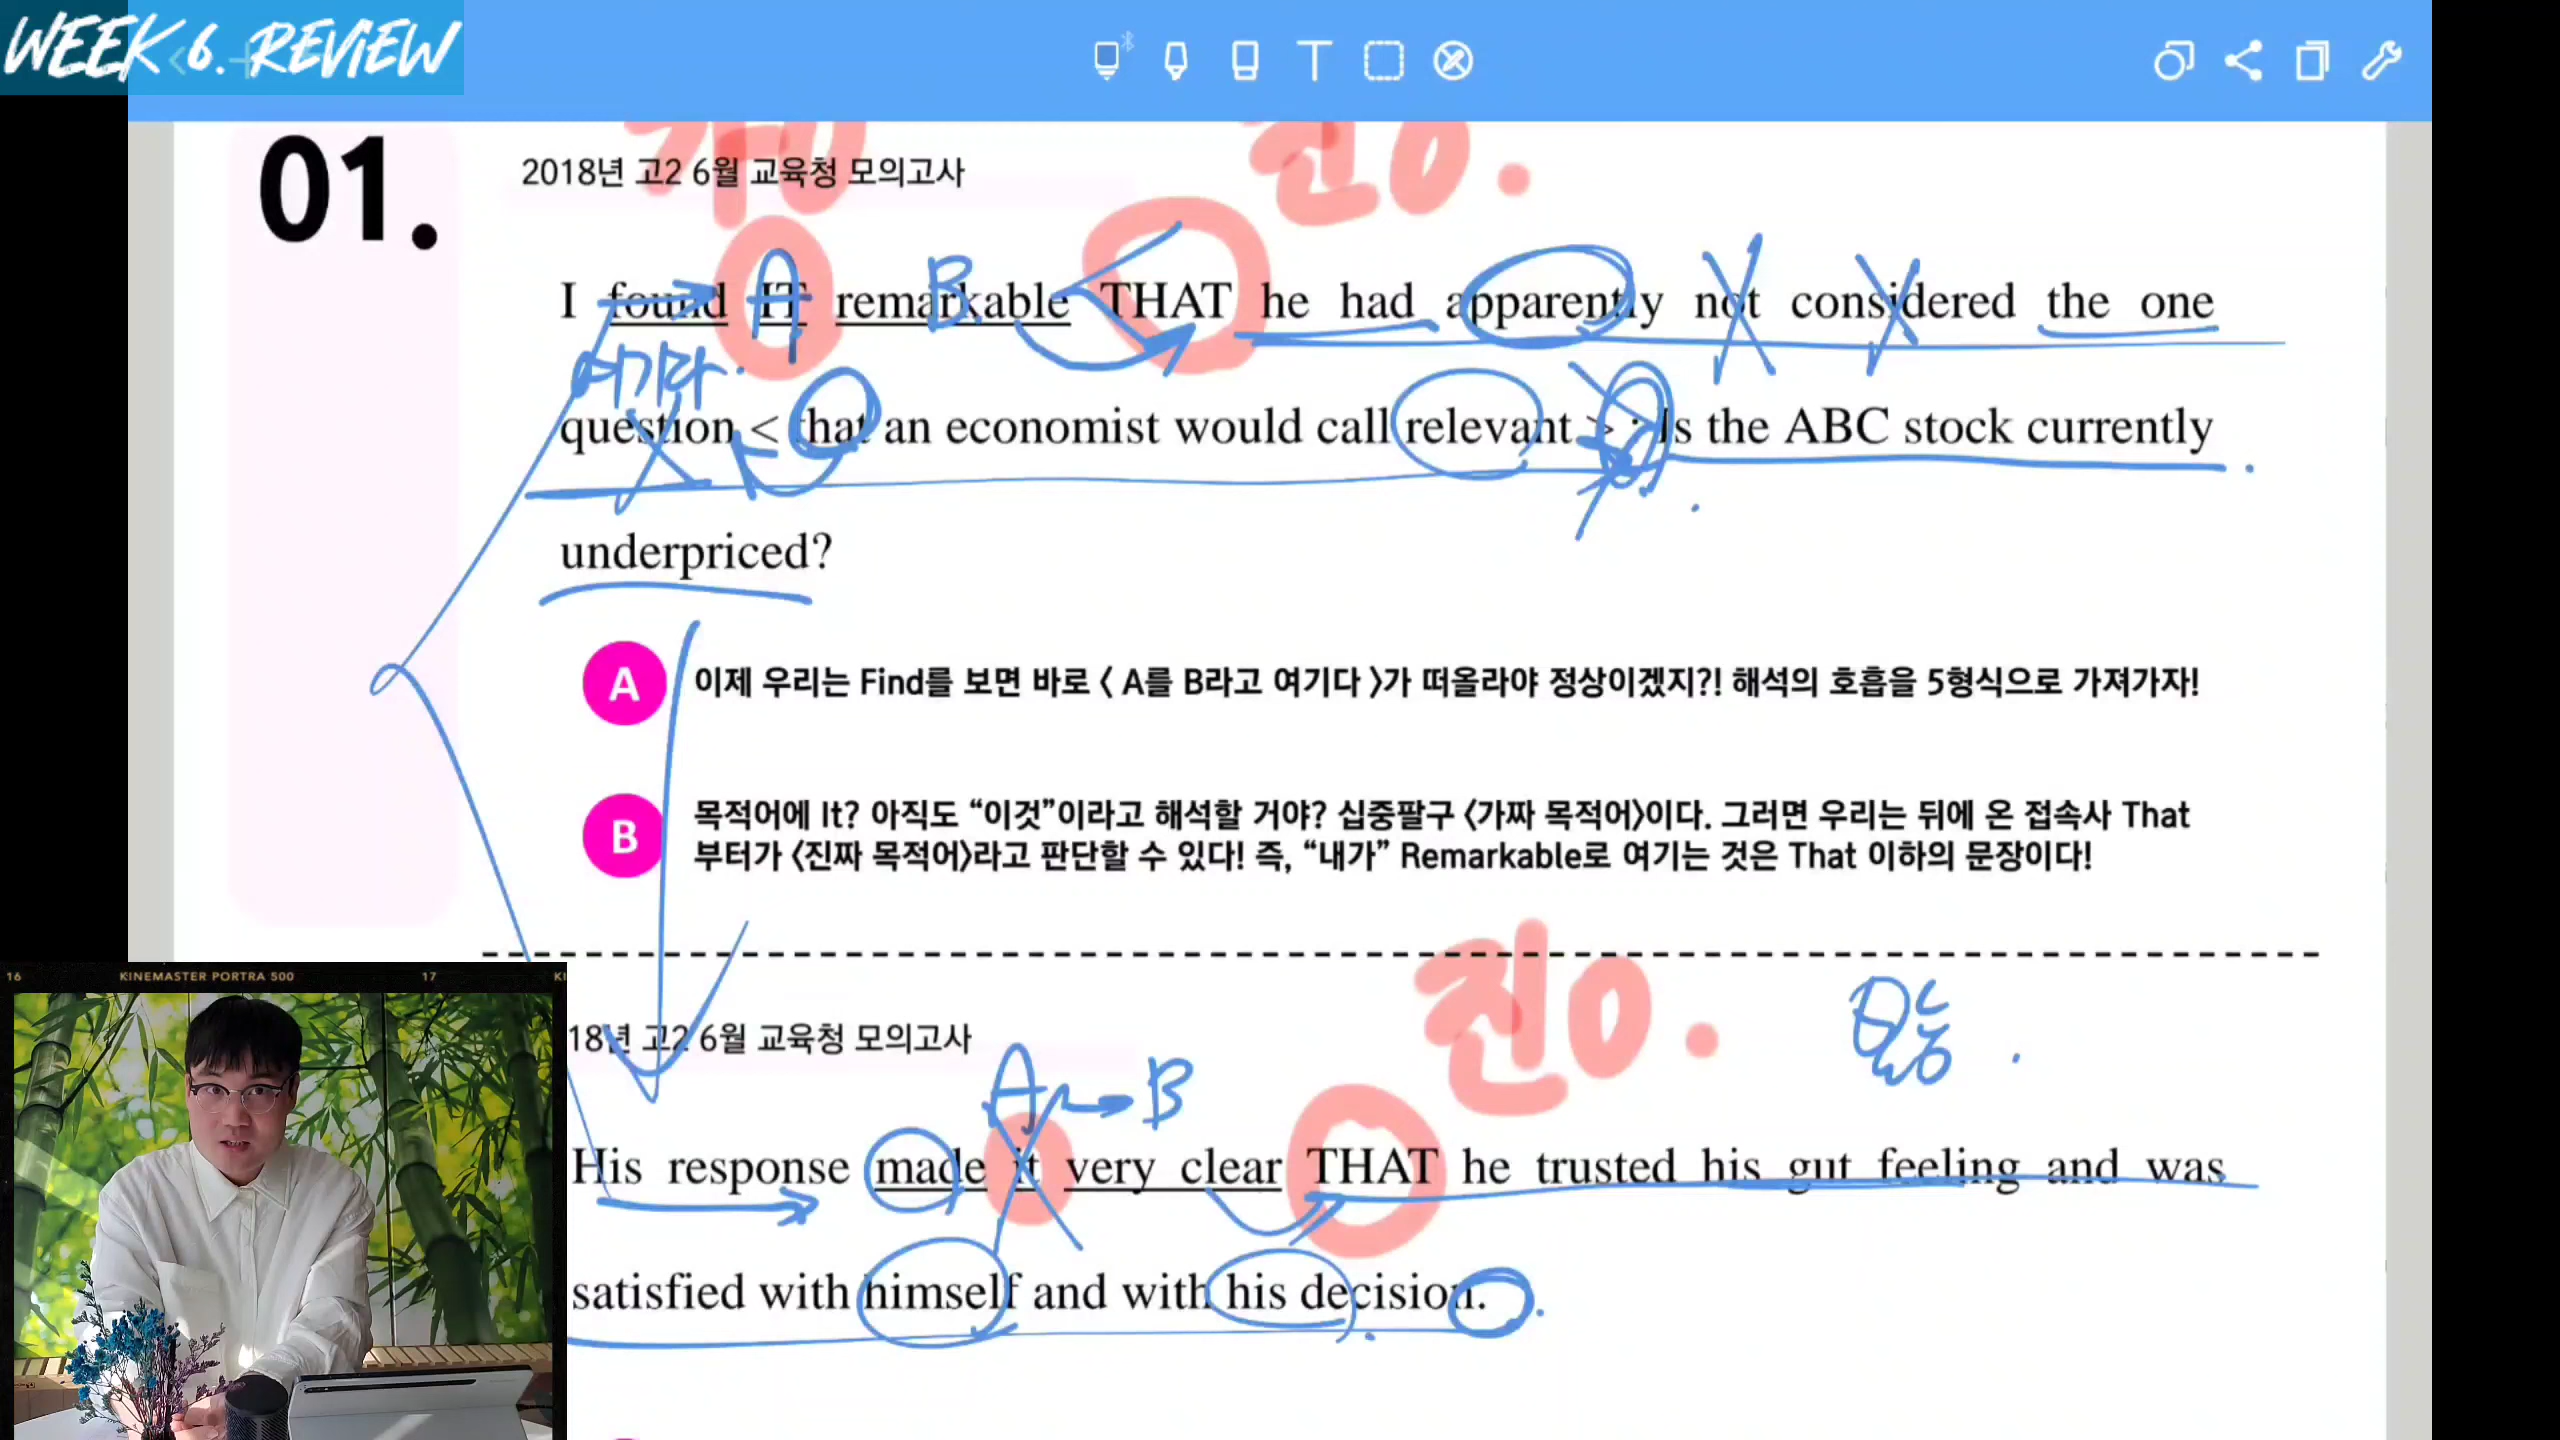 WEEK 6. REVIEW
가O
진O.
01.
2018년 고2 6월 교육청 모의고사
A B
I found IT remarkable THAT he had apparently not considered the one
여기다.
question < that an economist would call relevant > : Is the ABC stock currently
underpriced?
A 이제 우리는 Find를 보면 바로 < A를 B라고 여기다 >가 떠올라야 정상이겠지?! 해석의 호흡을 5형식으로 가져가자!
B 목적어에 It? 아직도 “이것”이라고 해석할 거야? 십중팔구 <가짜 목적어>이다. 그러면 우리는 뒤에 온 접속사 That
부터가 <진짜 목적어>라고 판단할 수 있다! 즉, “내가” Remarkable로 여기는 것은 That 이하의 문장이다!
진O.
18년 고2 6월 교육청 모의고사
A → B
His response made it very clear THAT he trusted his gut feeling and was
satisfied with himself and with his decision.
16 KINEMASTER PORTRA 500 17 KI